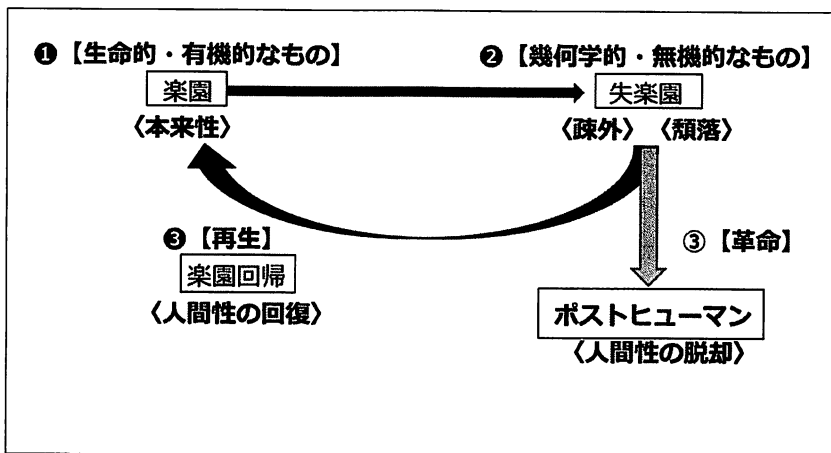 ❶【生命的・有機的なもの】
楽園
〈本来性〉
❷【幾何学的・無機的なもの】
失楽園
〈疎外〉〈頽落〉
❸【再生】
楽園回帰
〈人間性の回復〉
③【革命】
ポストヒューマン
〈人間性の脱却〉